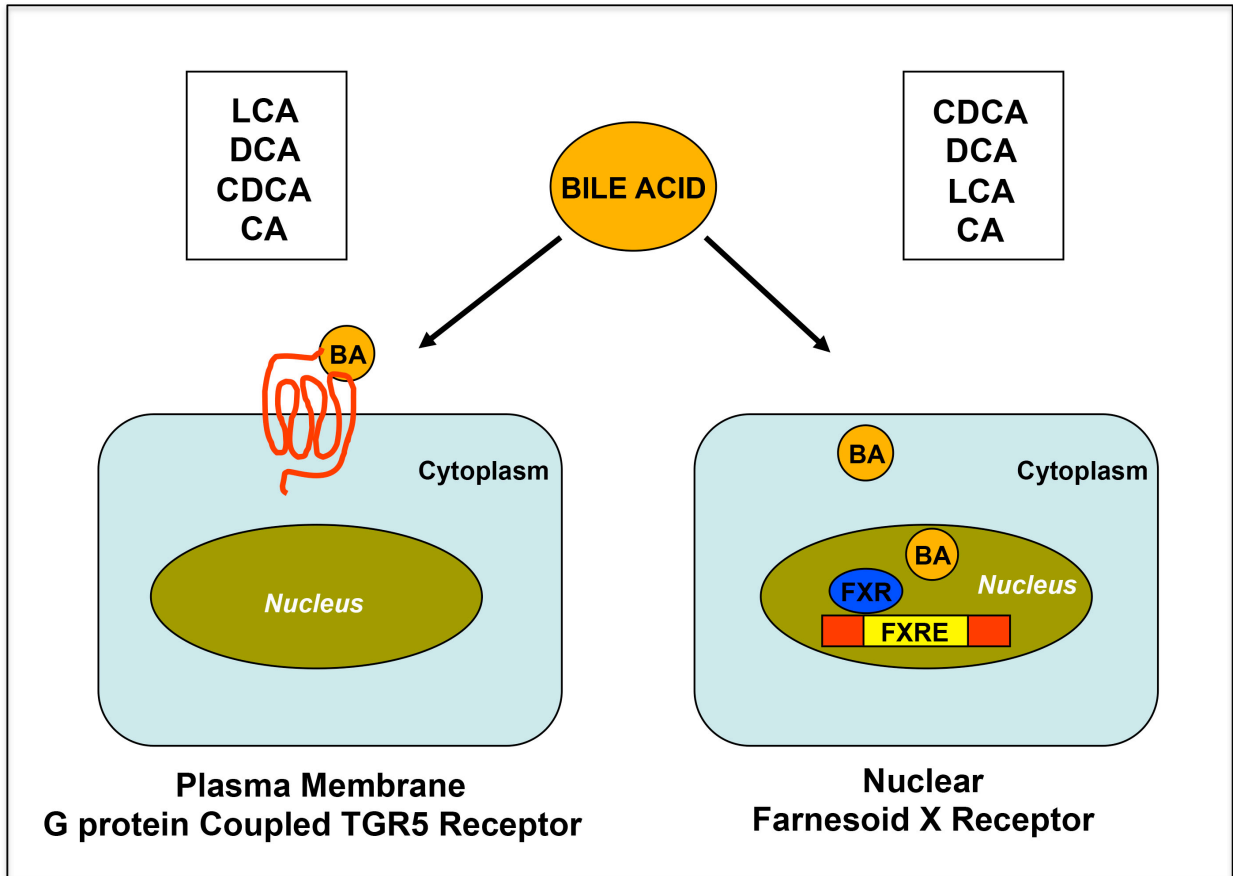 LCA
DCA
CDCA
CA
BILE ACID
CDCA
DCA
LCA
CA
BA
Cytoplasm
Nucleus
Plasma Membrane
G protein Coupled TGR5 Receptor
BA
Cytoplasm
BA
Nucleus
FXR
FXRE
Nuclear
Farnesoid X Receptor